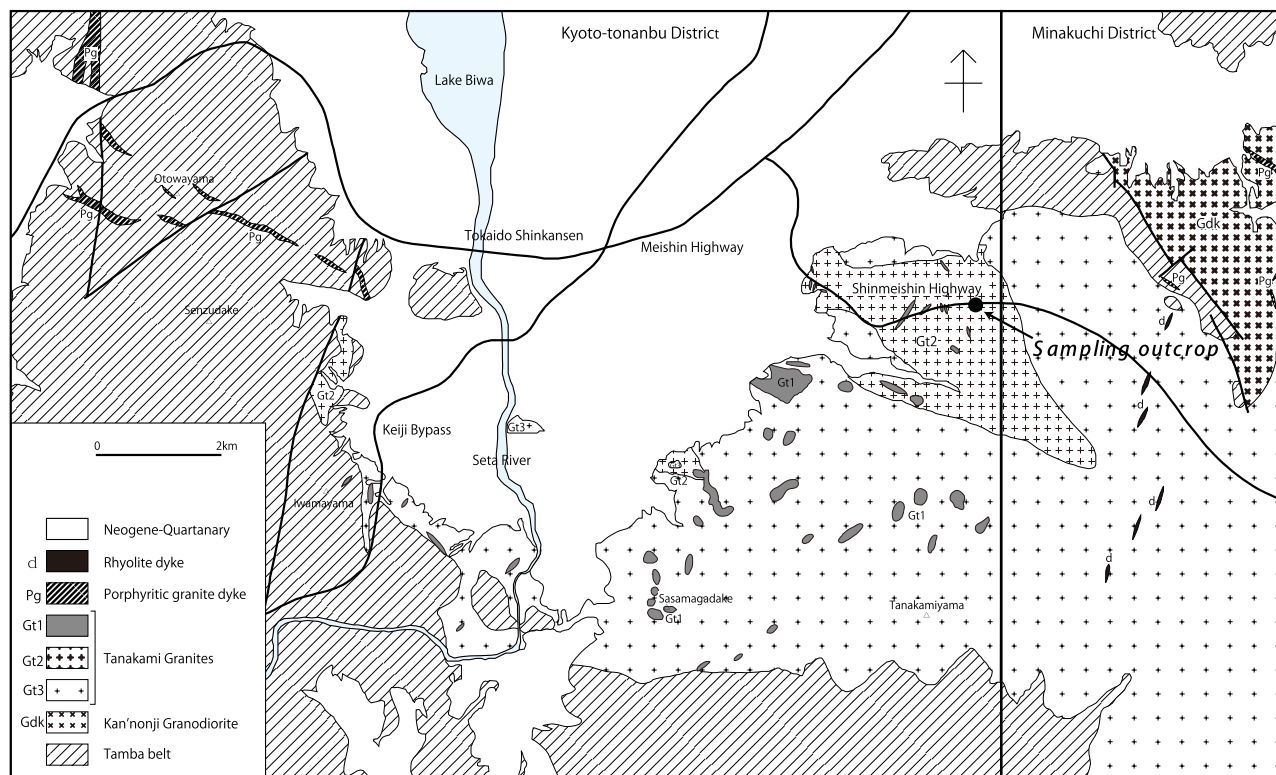 Kyoto-tonanbu District
Minakuchi District
Pg
Lake Biwa
Otowayama
Pg
Pg
Gdk
Pg
Tokaido Shinkansen
Meishin Highway
Pg
Pg
Shinmeishin Highway
Senzudake
d
Gt2
Sampling outcrop
Gt1
Gt2
d
Keiji Bypass
Gt3
Seta River
0 2km
Gt2
Iwamayama
d
Gt1
Neogene-Quartanary
d Rhyolite dyke
d
Pg Porphyritic granite dyke
Sasamagadake
Tanakamiyama
Gt1
Gt1
Gt2 Tanakami Granites
Gt3
Gdk Kan'nonji Granodiorite
Tamba belt